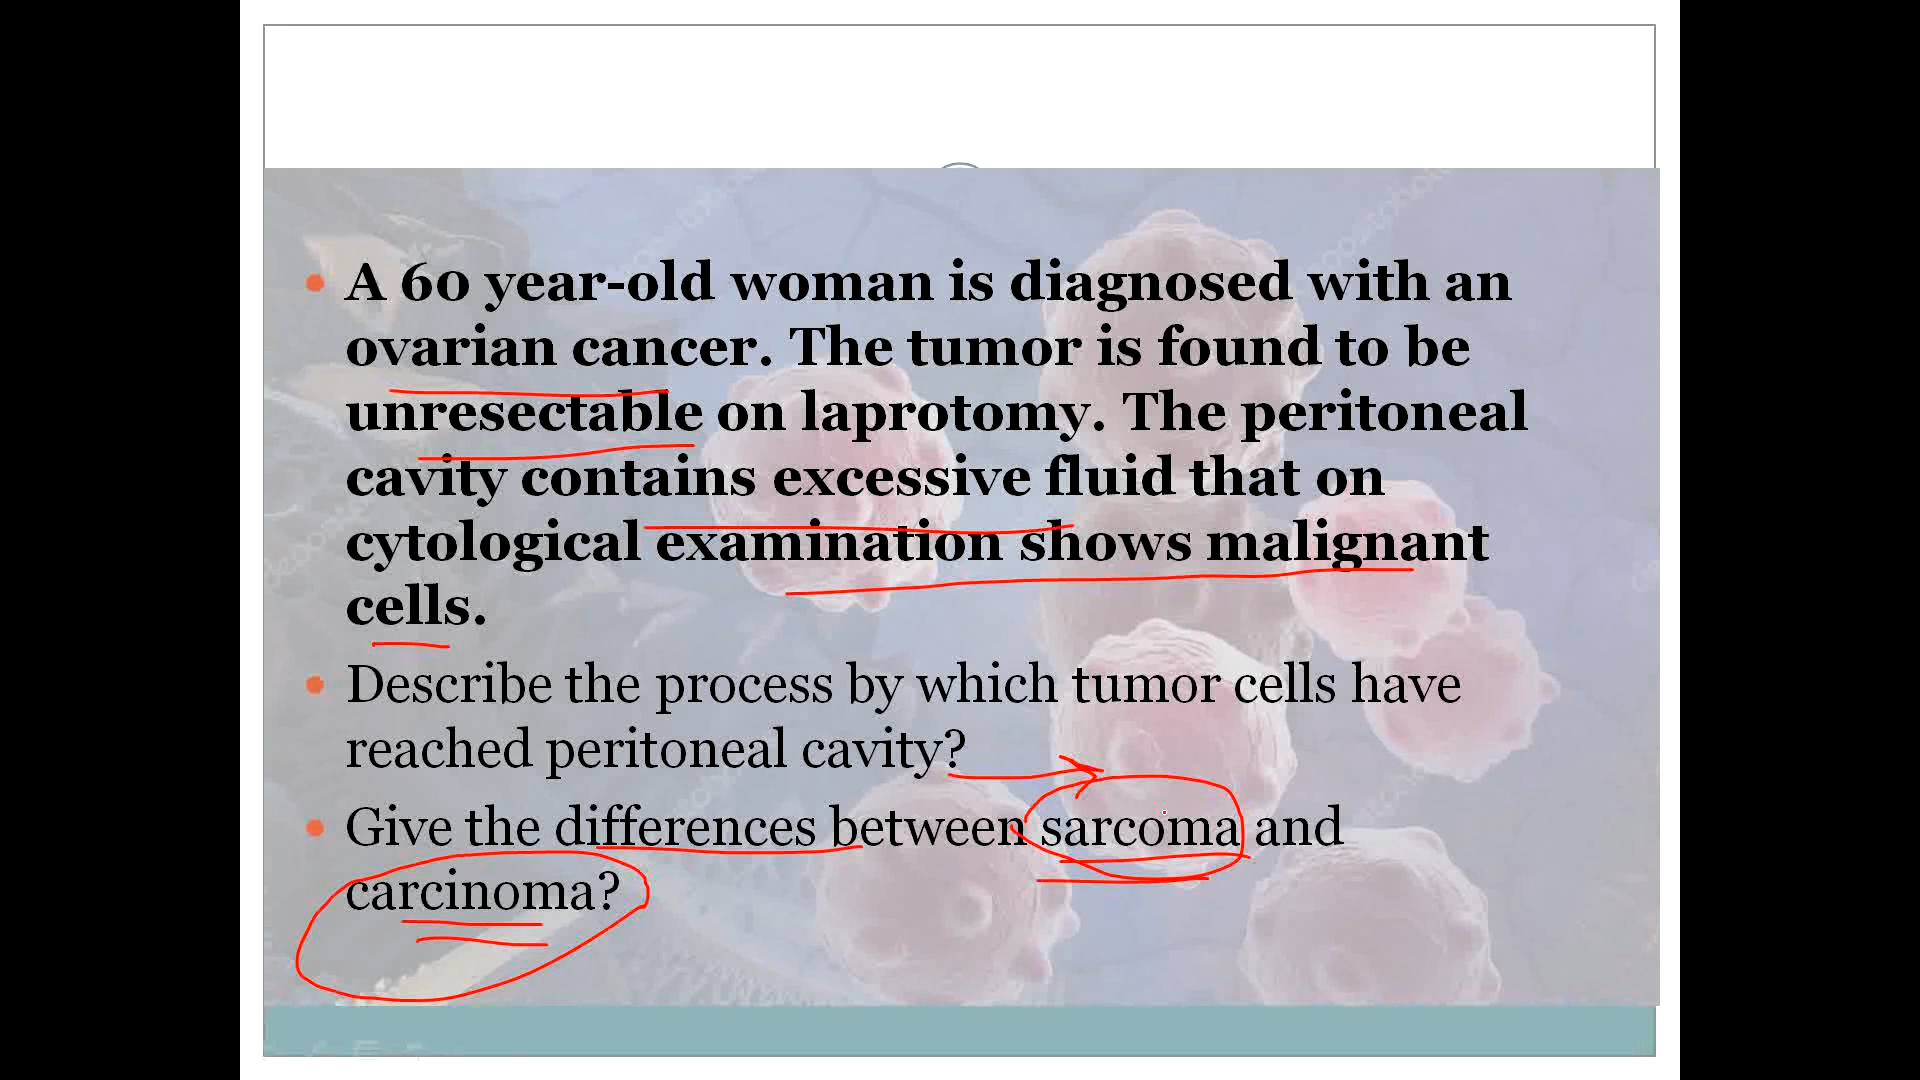 A 60 year-old woman is diagnosed with an
ovarian cancer. The tumor is found to be
unresectable on laprotomy. The peritoneal
cavity contains excessive fluid that on
cytological examination shows malignant
cells.
Describe the process by which tumor cells have
reached peritoneal cavity?
Give the differences between sarcoma and
carcinoma?